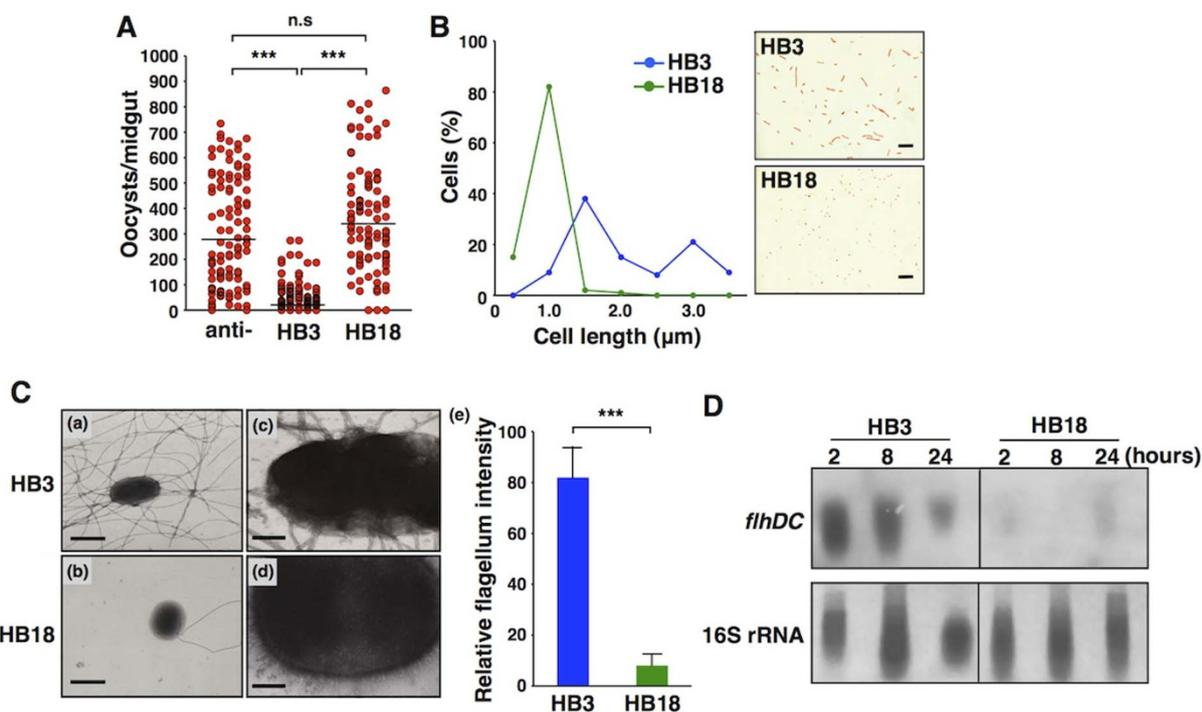 A
n.s
*** ***
Oocysts/midgut
1000
900
800
700
600
500
400
300
200
100
0
anti- HB3 HB18
B
HB3
HB18
Cells (%)
100
80
60
40
20
0
0 1.0 2.0 3.0
Cell length (μm)
HB3
HB18
C
HB3
HB18
(a)
(c)
(b)
(d)
(e)
***
Relative flagellum intensity
100
80
60
40
20
0
HB3 HB18
D
HB3 HB18
2 8 24 2 8 24 (hours)
flhDC
16S rRNA